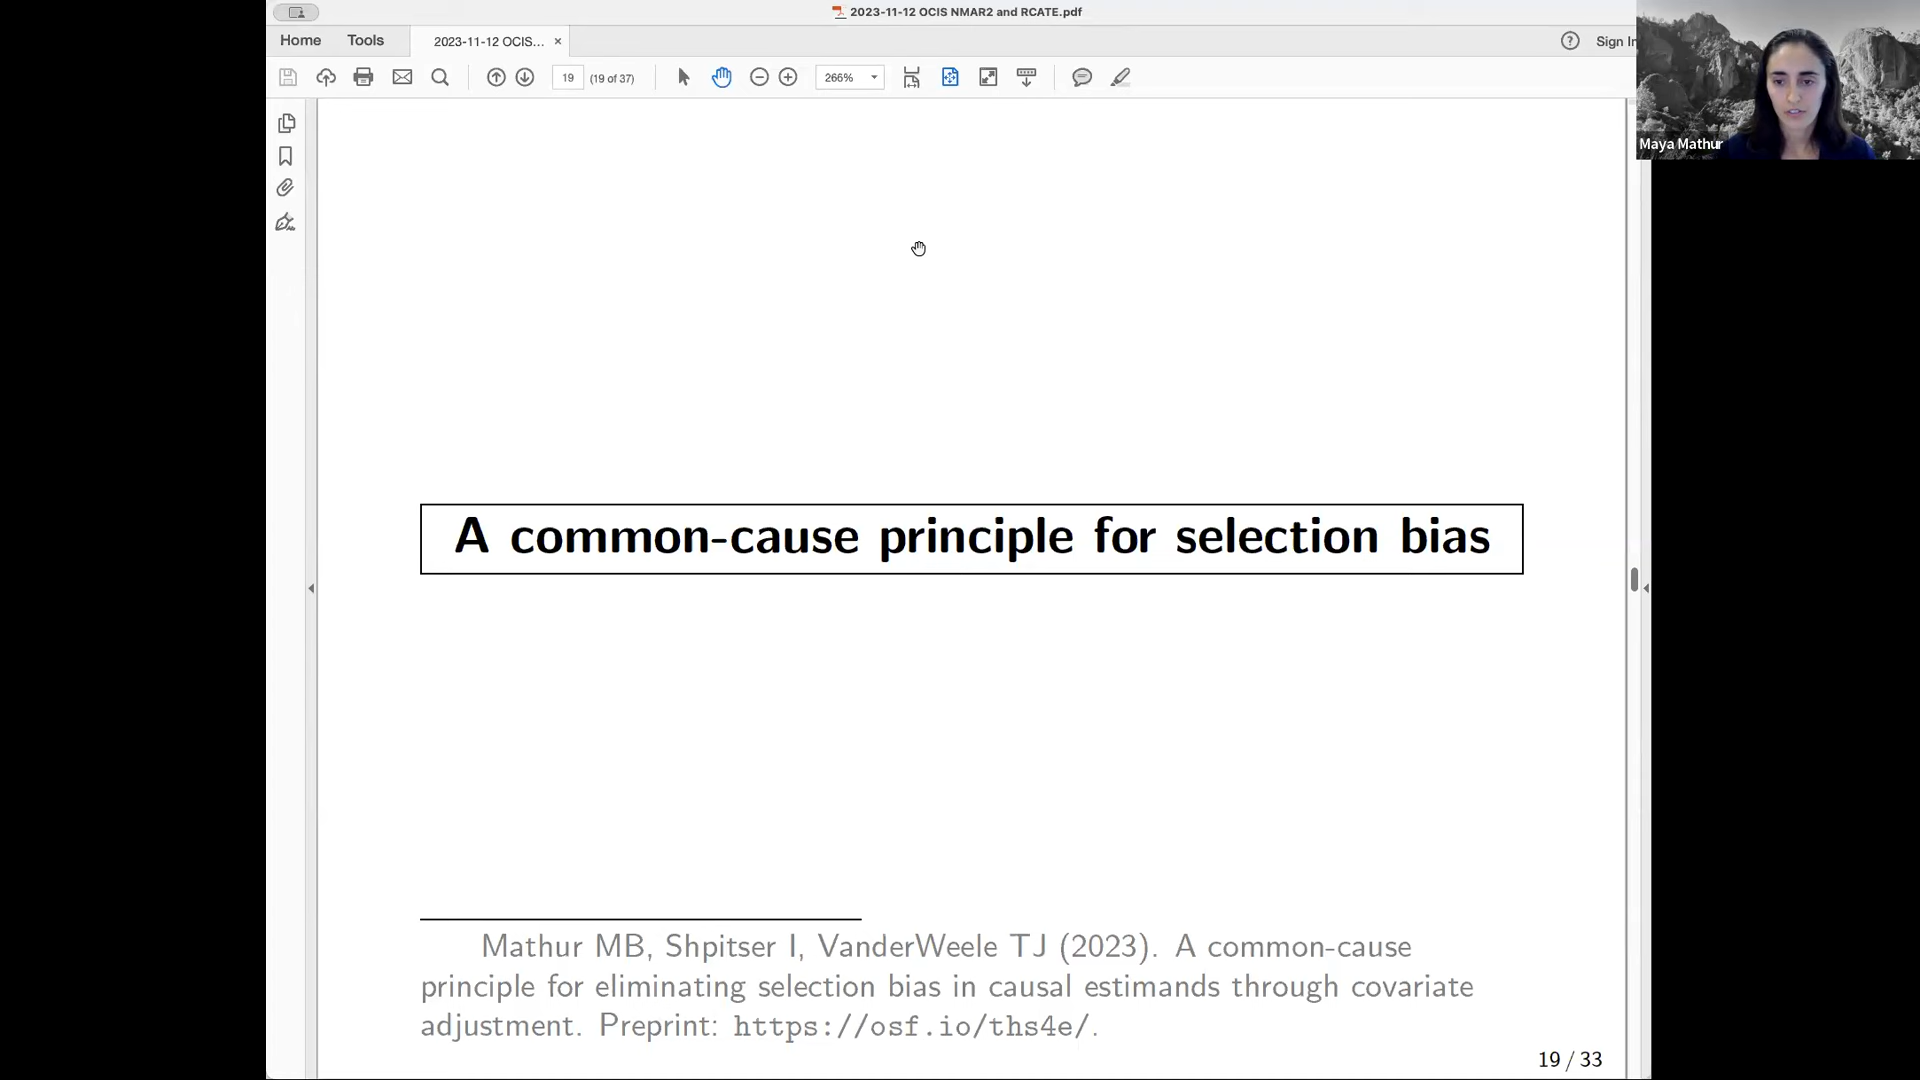 2023-11-12 OCIS NMAR2 and RCATE.pdf
Home Tools 2023-11-12 OCIS... × Sign In
19 (19 of 37) 266%
Maya Mathur
A common-cause principle for selection bias
Mathur MB, Shpitser I, VanderWeele TJ (2023). A common-cause
principle for eliminating selection bias in causal estimands through covariate
adjustment. Preprint: https://osf.io/ths4e/.
19 / 33